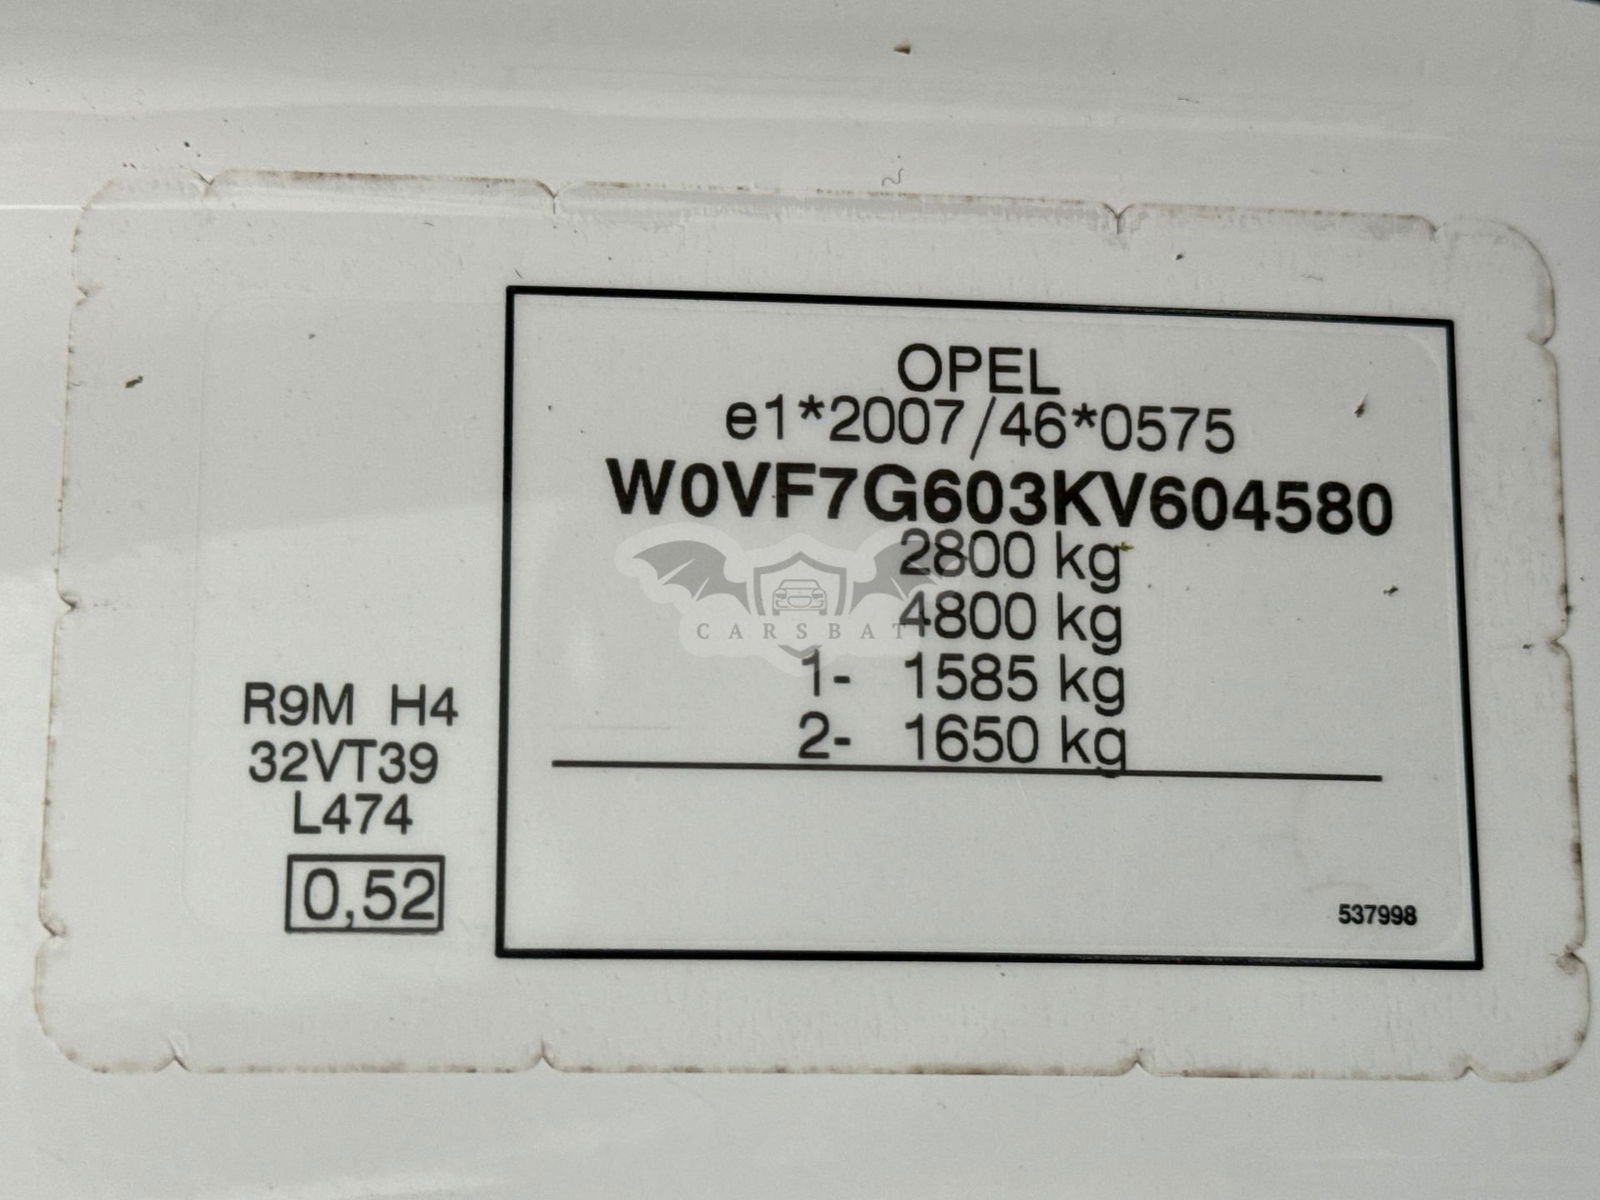 OPEL
e1*2007/46*0575
W0VF7G603KV604580
2800 kg
4800 kg
1- 1585 kg
2- 1650 kg
R9M H4
32VT39
L474
0,52
537998
CARSBAT